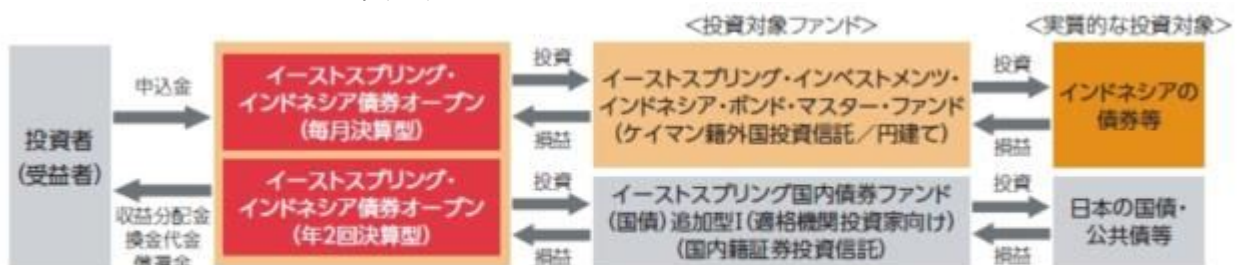 <投資対象ファンド>
<実質的な投資対象>
投資者
(受益者)
申込金
収益分配金
換金代金
償還金
イーストスプリング・
インドネシア債券オープン
(毎月決算型)
イーストスプリング・
インドネシア債券オープン
(年2回決算型)
投資
損益
投資
損益
イーストスプリング・インベストメンツ・
インドネシア・ボンド・マスター・ファンド
(ケイマン籍外国投資信託/円建て)
イーストスプリング国内債券ファンド
(国債)追加型I(適格機関投資家向け)
(国内籍証券投資信託)
投資
損益
投資
損益
インドネシアの
債券等
日本の国債・
公共債等